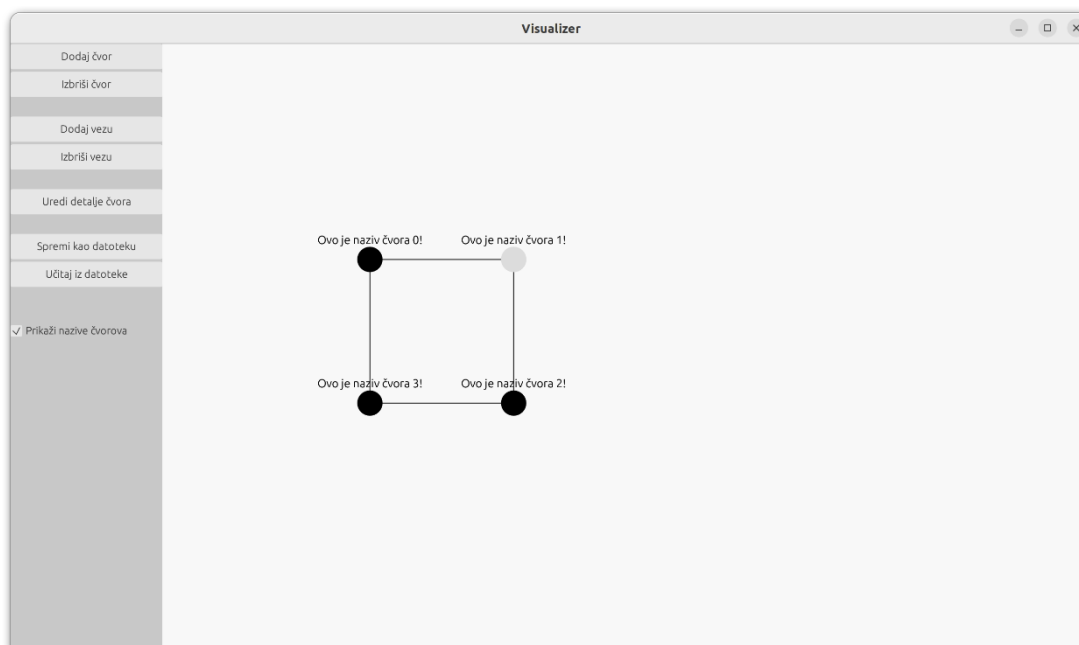 Visualizer
Dodaj čvor
Izbriši čvor
Dodaj vezu
Izbriši vezu
Uredi detalje čvora
Spremi kao datoteku
Učitaj iz datoteke
Prikaži nazive čvorova
Ovo je naziv čvora 0!
Ovo je naziv čvora 1!
Ovo je naziv čvora 3!
Ovo je naziv čvora 2!